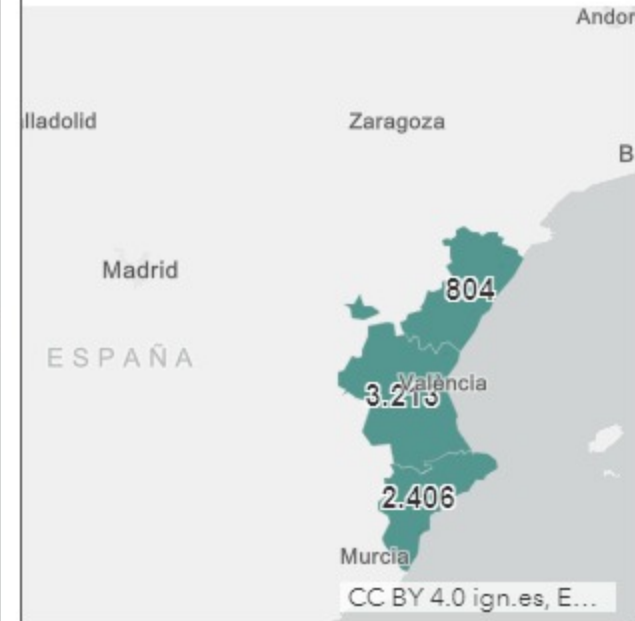 Andor
lladolid
Zaragoza
B
Madrid
804
ESPAÑA
València
3.213
2.406
Murcia
CC BY 4.0 ign.es, E...